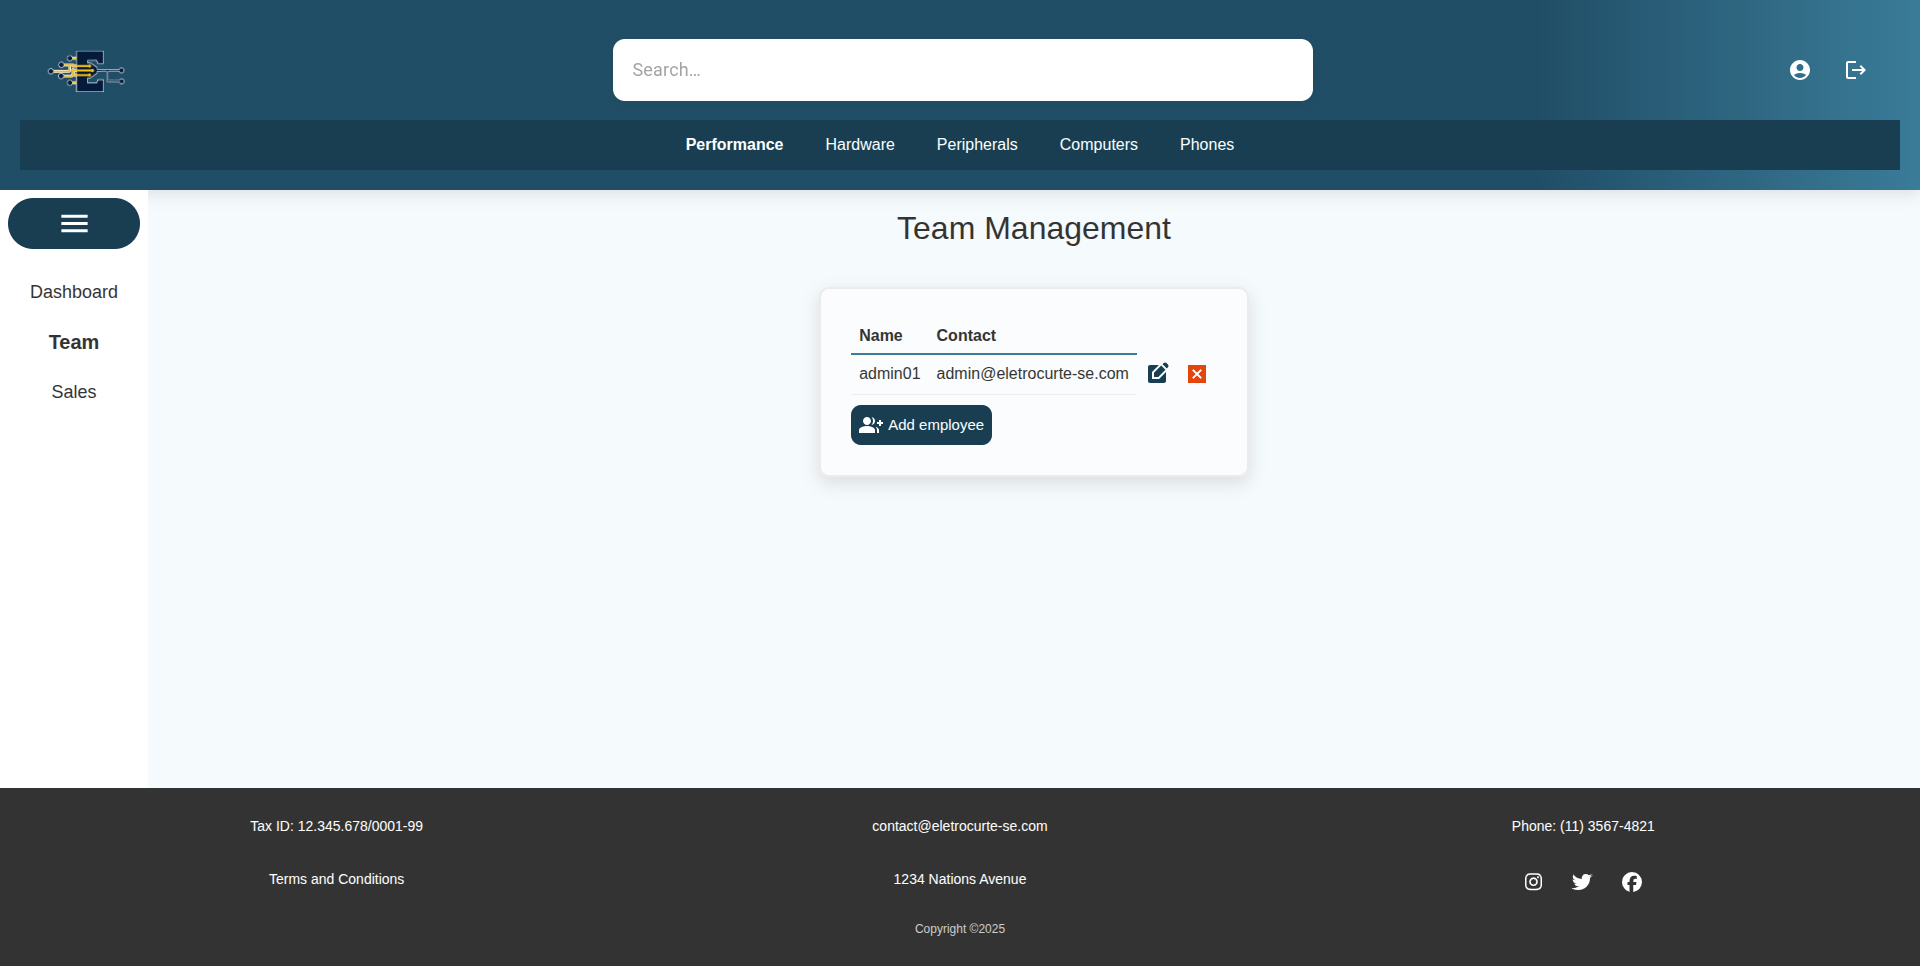 Search...
Performance Hardware Peripherals Computers Phones
Team Management
Dashboard
Team
Sales
Name Contact
admin01 admin@eletrocurte-se.com
Add employee
Tax ID: 12.345.678/0001-99 contact@eletrocurte-se.com Phone: (11) 3567-4821
Terms and Conditions 1234 Nations Avenue
Copyright ©2025